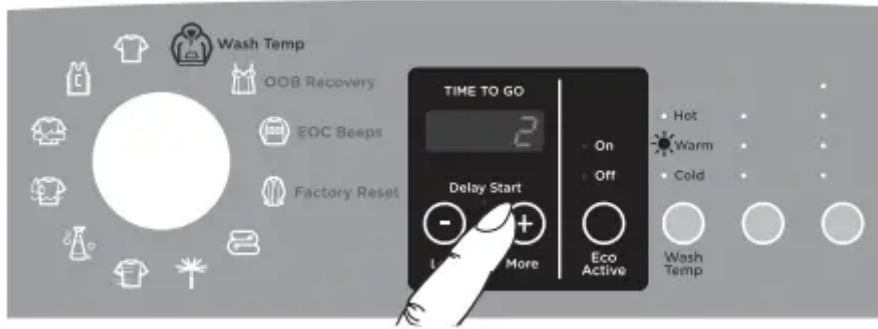 Wash Temp
OOB Recovery
EOC Beeps
Factory Reset
TIME TO GO
2
Delay Start
- +
More
On
Off
Eco
Active
Hot
Warm
Cold
Wash
Temp